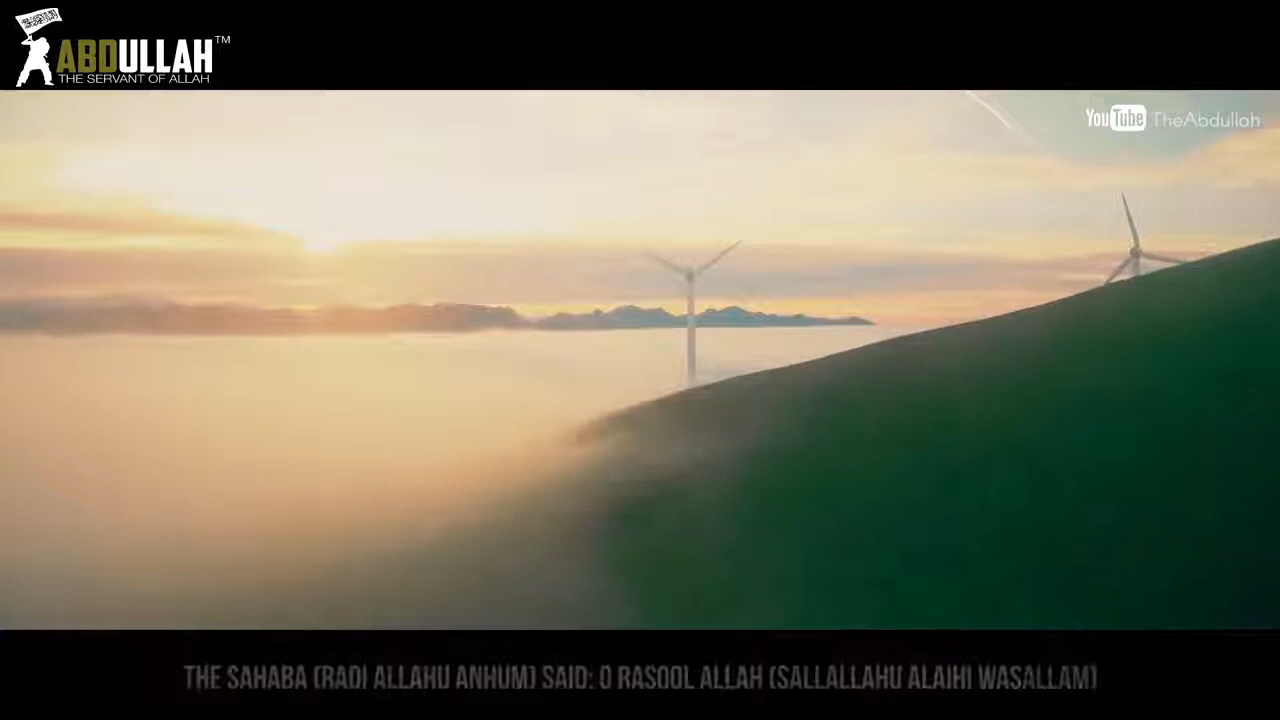 ABDULLAH™
THE SERVANT OF ALLAH
YouTube TheAbdullah
THE SAHABA (RADI ALLAHU ANHUM) SAID: O RASOOL ALLAH (SALLALLAHU ALAIHI WASALLAM)